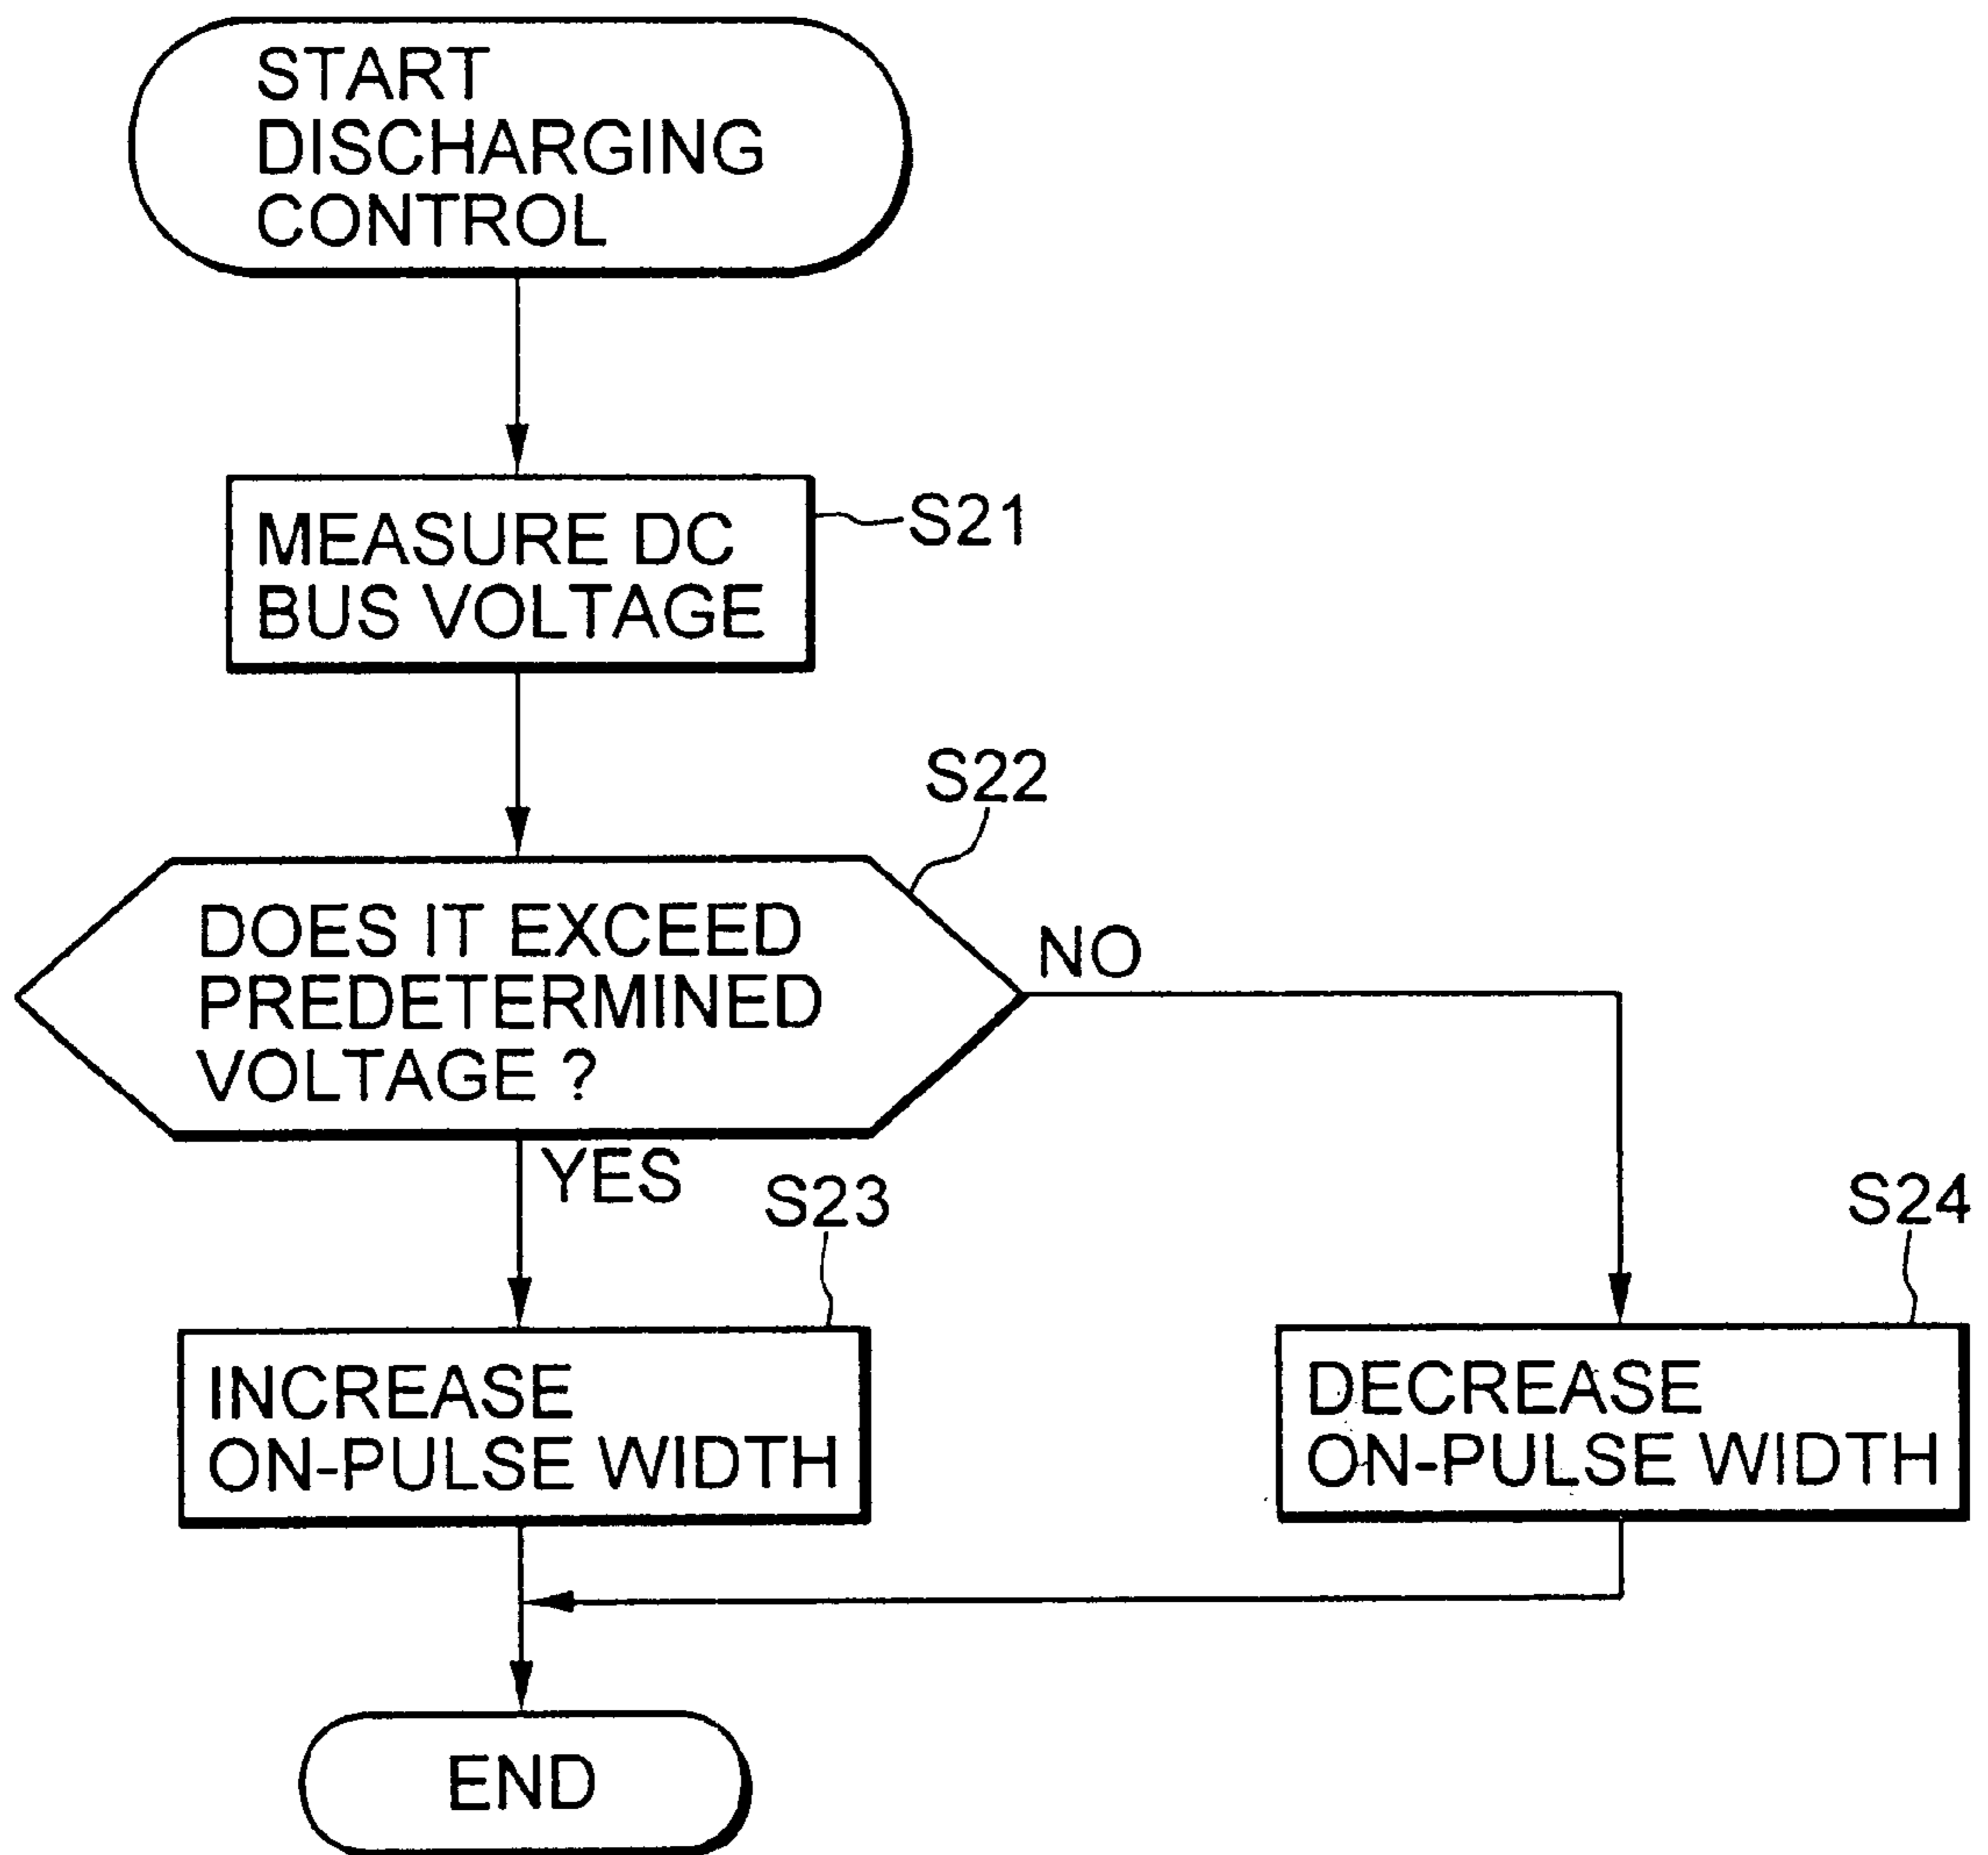 START
DISCHARGING
CONTROL
MEASURE DC
BUS VOLTAGE
S21
S22
DOES IT EXCEED
PREDETERMINED
VOLTAGE ?
NO
YES
S23
S24
INCREASE
ON-PULSE WIDTH
DECREASE
ON-PULSE WIDTH
END